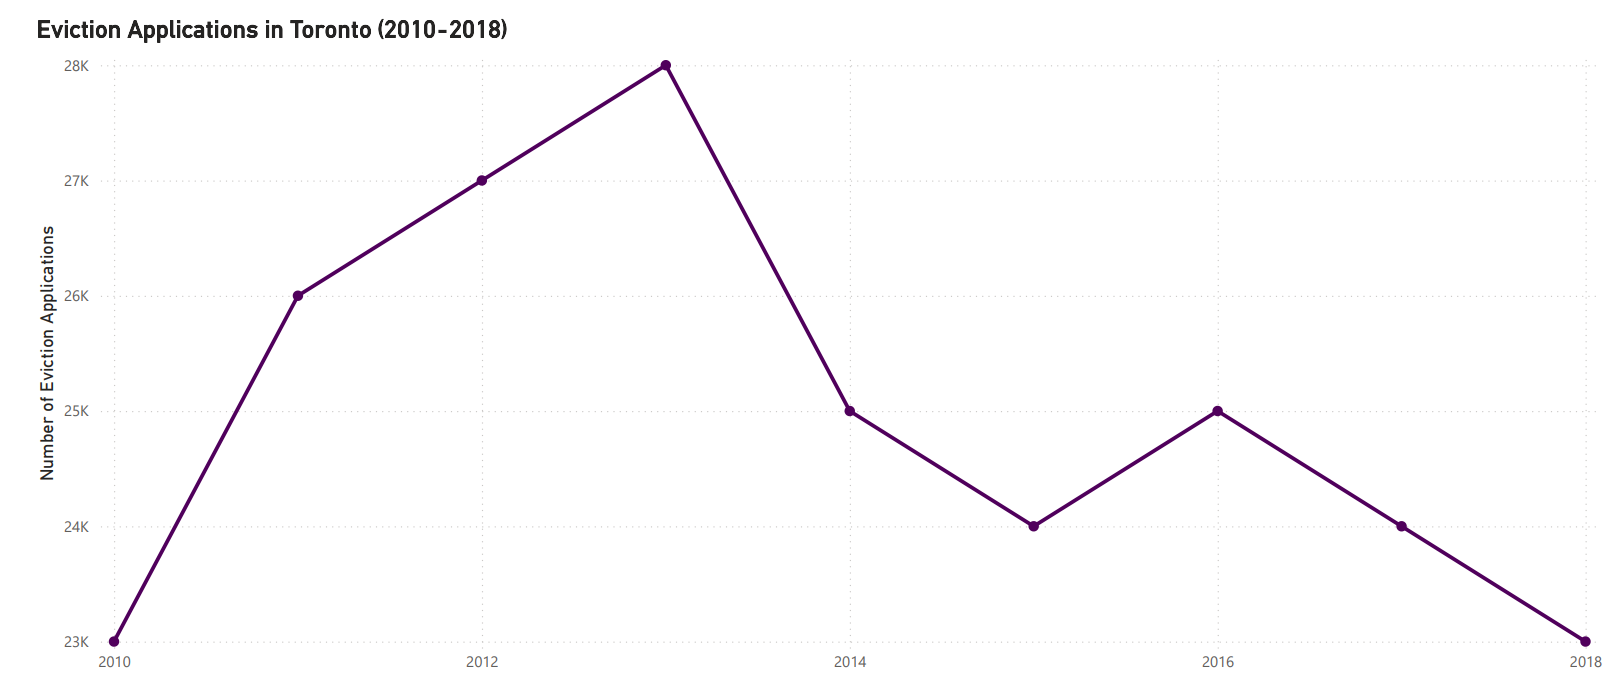 Eviction Applications in Toronto (2010-2018)
28K
27K
26K
25K
24K
23K
Number of Eviction Applications
2010 2012 2014 2016 2018